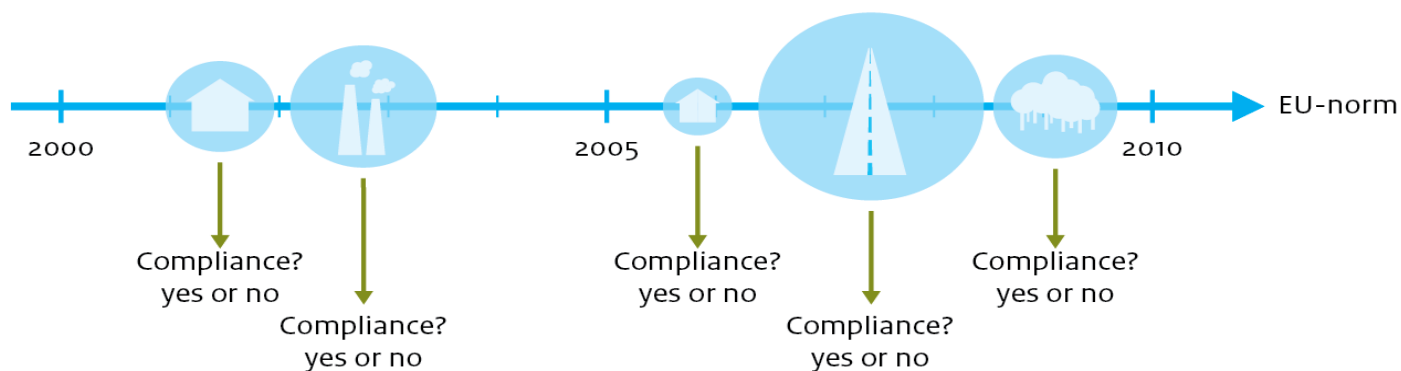 EU-norm
2000
2005
2010
Compliance?
yes or no
Compliance?
yes or no
Compliance?
yes or no
Compliance?
yes or no
Compliance?
yes or no